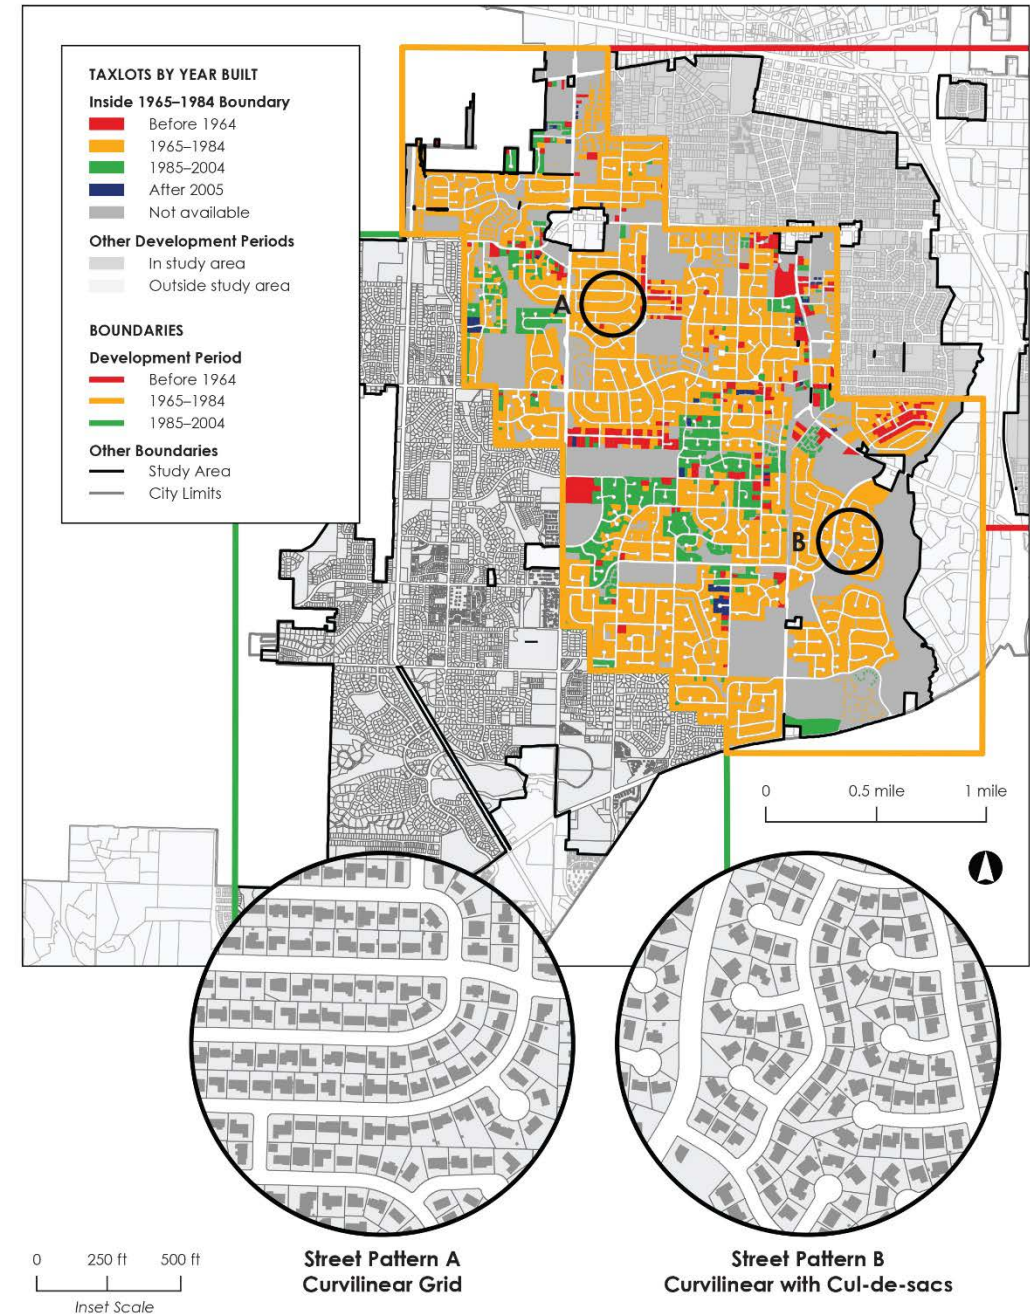 TAXLOTS BY YEAR BUILT
Inside 1965–1984 Boundary
Before 1964
1965–1984
1985–2004
After 2005
Not available
Other Development Periods
In study area
Outside study area
BOUNDARIES
Development Period
Before 1964
1965–1984
1985–2004
Other Boundaries
Study Area
City Limits
A
B
0 0.5 mile 1 mile
0 250 ft 500 ft
Inset Scale
Street Pattern A
Curvilinear Grid
Street Pattern B
Curvilinear with Cul-de-sacs